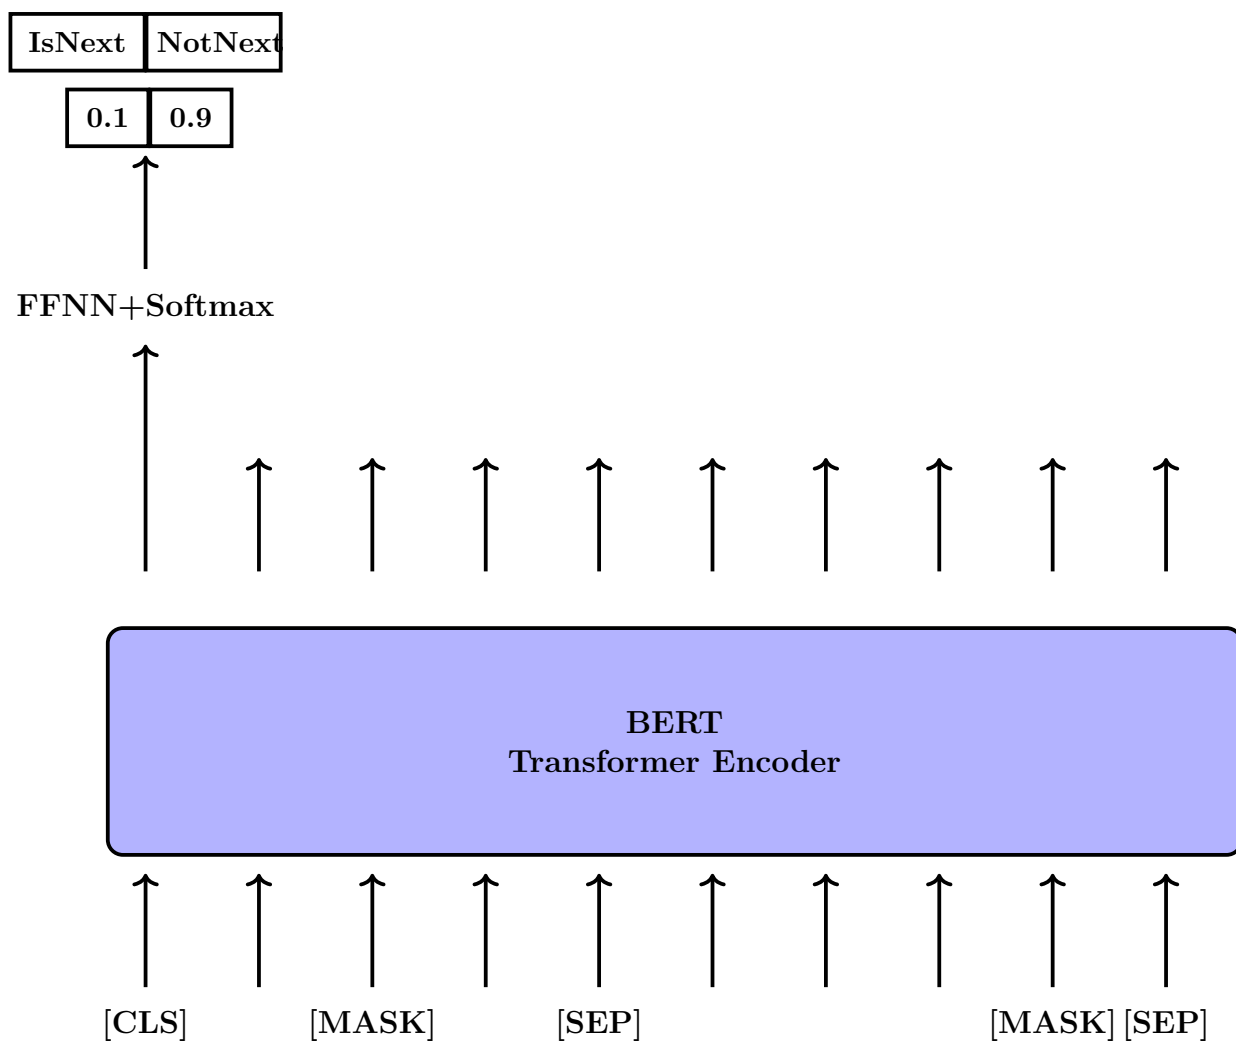 IsNext NotNext
0.1 0.9
FFNN+Softmax
BERT
Transformer Encoder
[CLS] [MASK] [SEP] [MASK] [SEP]